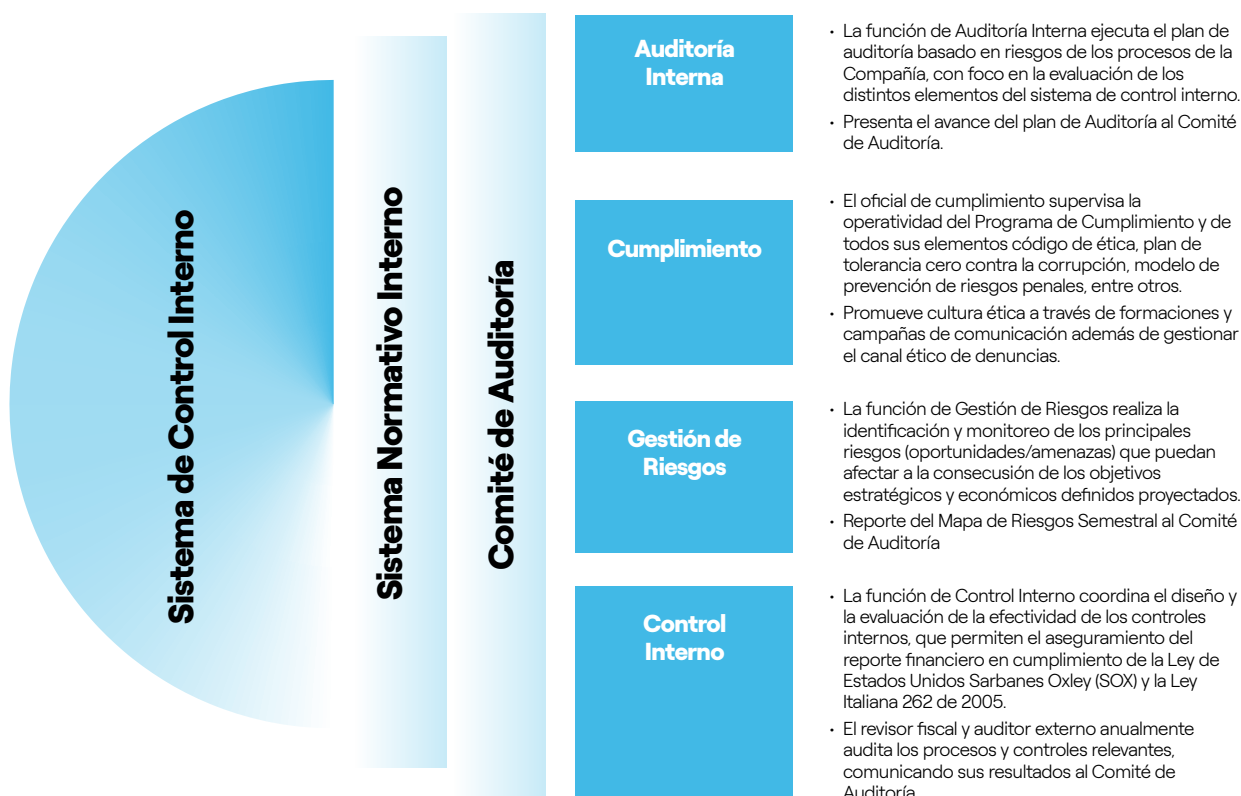 Sistema de Control Interno
Sistema Normativo Interno
Comité de Auditoría
Auditoría
Interna
• La función de Auditoría Interna ejecuta el plan de
auditoría basado en riesgos de los procesos de la
Compañía, con foco en la evaluación de los
distintos elementos del sistema de control interno.
• Presenta el avance del plan de Auditoría al Comité
de Auditoría.
Cumplimiento
• El oficial de cumplimiento supervisa la
operatividad del Programa de Cumplimiento y de
todos sus elementos código de ética, plan de
tolerancia cero contra la corrupción, modelo de
prevención de riesgos penales, entre otros.
• Promueve cultura ética a través de formaciones y
campañas de comunicación además de gestionar
el canal ético de denuncias.
Gestión de
Riesgos
• La función de Gestión de Riesgos realiza la
identificación y monitoreo de los principales
riesgos (oportunidades/amenazas) que puedan
afectar a la consecusión de los objetivos
estratégicos y económicos definidos proyectados.
• Reporte del Mapa de Riesgos Semestral al Comité
de Auditoría
Control
Interno
• La función de Control Interno coordina el diseño y
la evaluación de la efectividad de los controles
internos, que permiten el aseguramiento del
reporte financiero en cumplimiento de la Ley de
Estados Unidos Sarbanes Oxley (SOX) y la Ley
Italiana 262 de 2005.
• El revisor fiscal y auditor externo anualmente
audita los procesos y controles relevantes,
comunicando sus resultados al Comité de
Auditoría